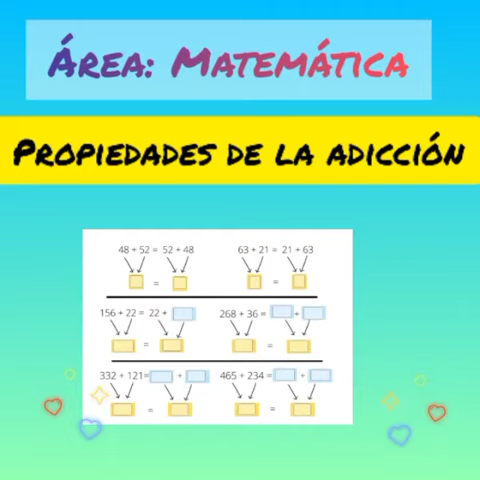 Área: Matemática
Propiedades de la adicción
48 + 52 = 52 + 48
63 + 21 = 21 + 63
=
=
156 + 22 = 22 +
268 + 36 = +
=
=
332 + 121= +
465 + 234 = +
=
=